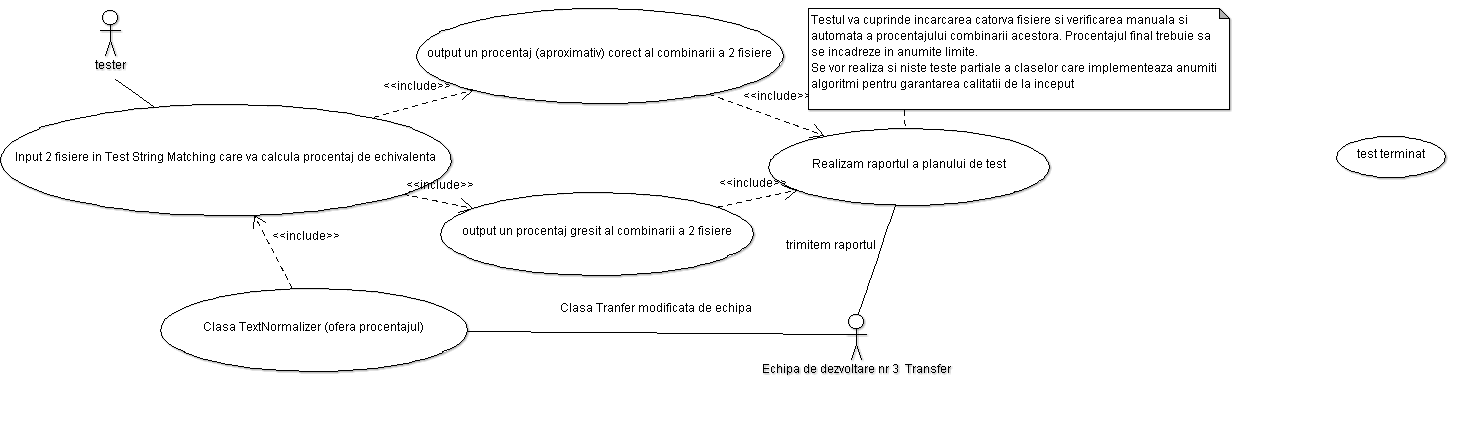 tester
output un procentaj (aproximativ) corect al combinarii a 2 fisiere
Testul va cuprinde incarcarea catorva fisiere si verificarea manuala si
automata a procentajului combinarii acestora. Procentajul final trebuie sa
se incadreze in anumite limite.
Se vor realiza si niste teste partiale a claselor care implementeaza anumiti
algoritmi pentru garantarea calitatii de la inceput
<<include>>
<<include>>
Input 2 fisiere in Test String Matching care va calcula procentaj de echivalenta
Realizam raportul a planului de test
test terminat
<<include>>
<<include>>
output un procentaj gresit al combinarii a 2 fisiere
<<include>>
trimitem raportul
Clasa TextNormalizer (ofera procentajul)
Clasa Tranfer modificata de echipa
Echipa de dezvoltare nr 3 Transfer